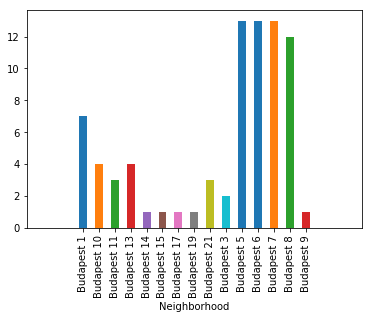 12
10
8
6
4
2
0
Budapest 1
Budapest 10
Budapest 11
Budapest 13
Budapest 14
Budapest 15
Budapest 17
Budapest 19
Budapest 21
Budapest 3
Budapest 5
Budapest 6
Budapest 7
Budapest 8
Budapest 9
Neighborhood